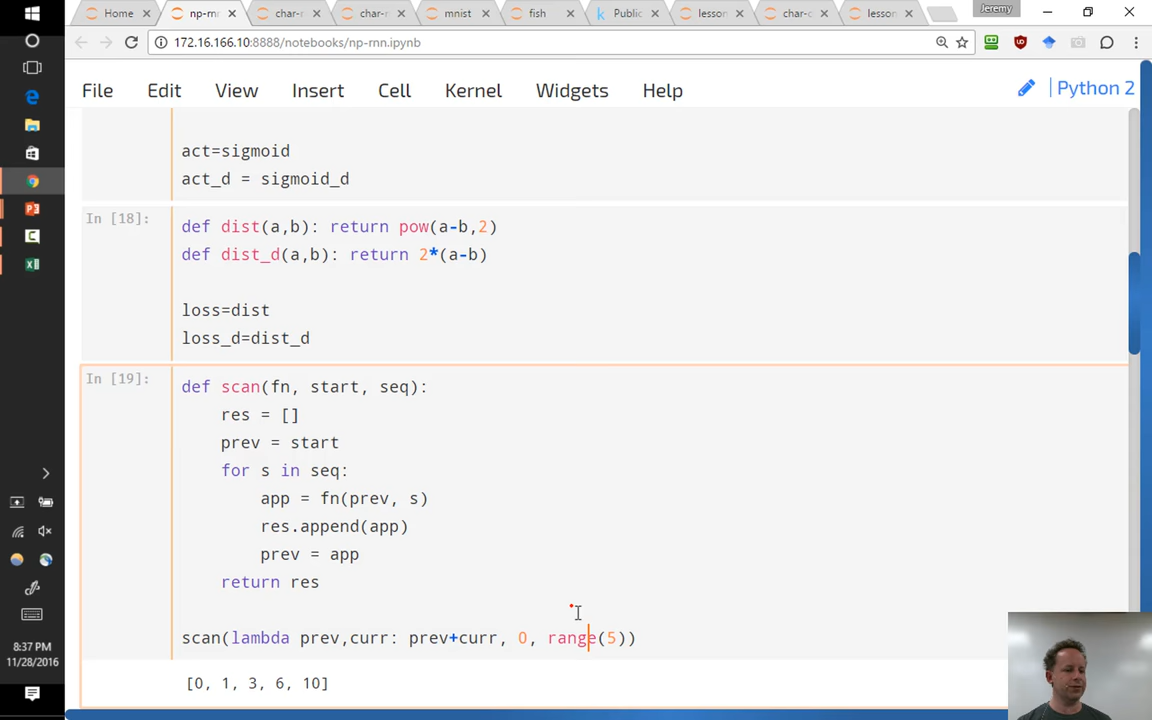 Home
np-rn
char-r
char-r
mnist
fish
k Public
lesson
char-c
lesson
Jeremy
172.16.166.10:8888/notebooks/np-rnn.ipynb
File Edit View Insert Cell Kernel Widgets Help Python 2
act=sigmoid
act_d = sigmoid_d
In [18]:
def dist(a,b): return pow(a-b,2)
def dist_d(a,b): return 2*(a-b)
loss=dist
loss_d=dist_d
In [19]:
def scan(fn, start, seq):
res = []
prev = start
for s in seq:
app = fn(prev, s)
res.append(app)
prev = app
return res
scan(lambda prev,curr: prev+curr, 0, range(5))
[0, 1, 3, 6, 10]
8:37 PM
11/28/2016